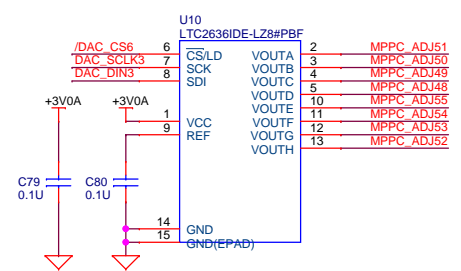 U10
LTC2636IDE-LZ8#PBF
/DAC_CS6 6 CS/LD VOUTA 2 MPPC_ADJ51
DAC_SCLK3 7 SCK VOUTB 3 MPPC_ADJ50
DAC_DIN3 8 SDI VOUTC 4 MPPC_ADJ49
VOUTD 5 MPPC_ADJ48
+3V0A +3V0A VOUTE 10 MPPC_ADJ55
1 VCC VOUTF 11 MPPC_ADJ54
9 REF VOUTG 12 MPPC_ADJ53
VOUTH 13 MPPC_ADJ52
C79 C80
0.1U 0.1U
14 GND
15 GND(EPAD)